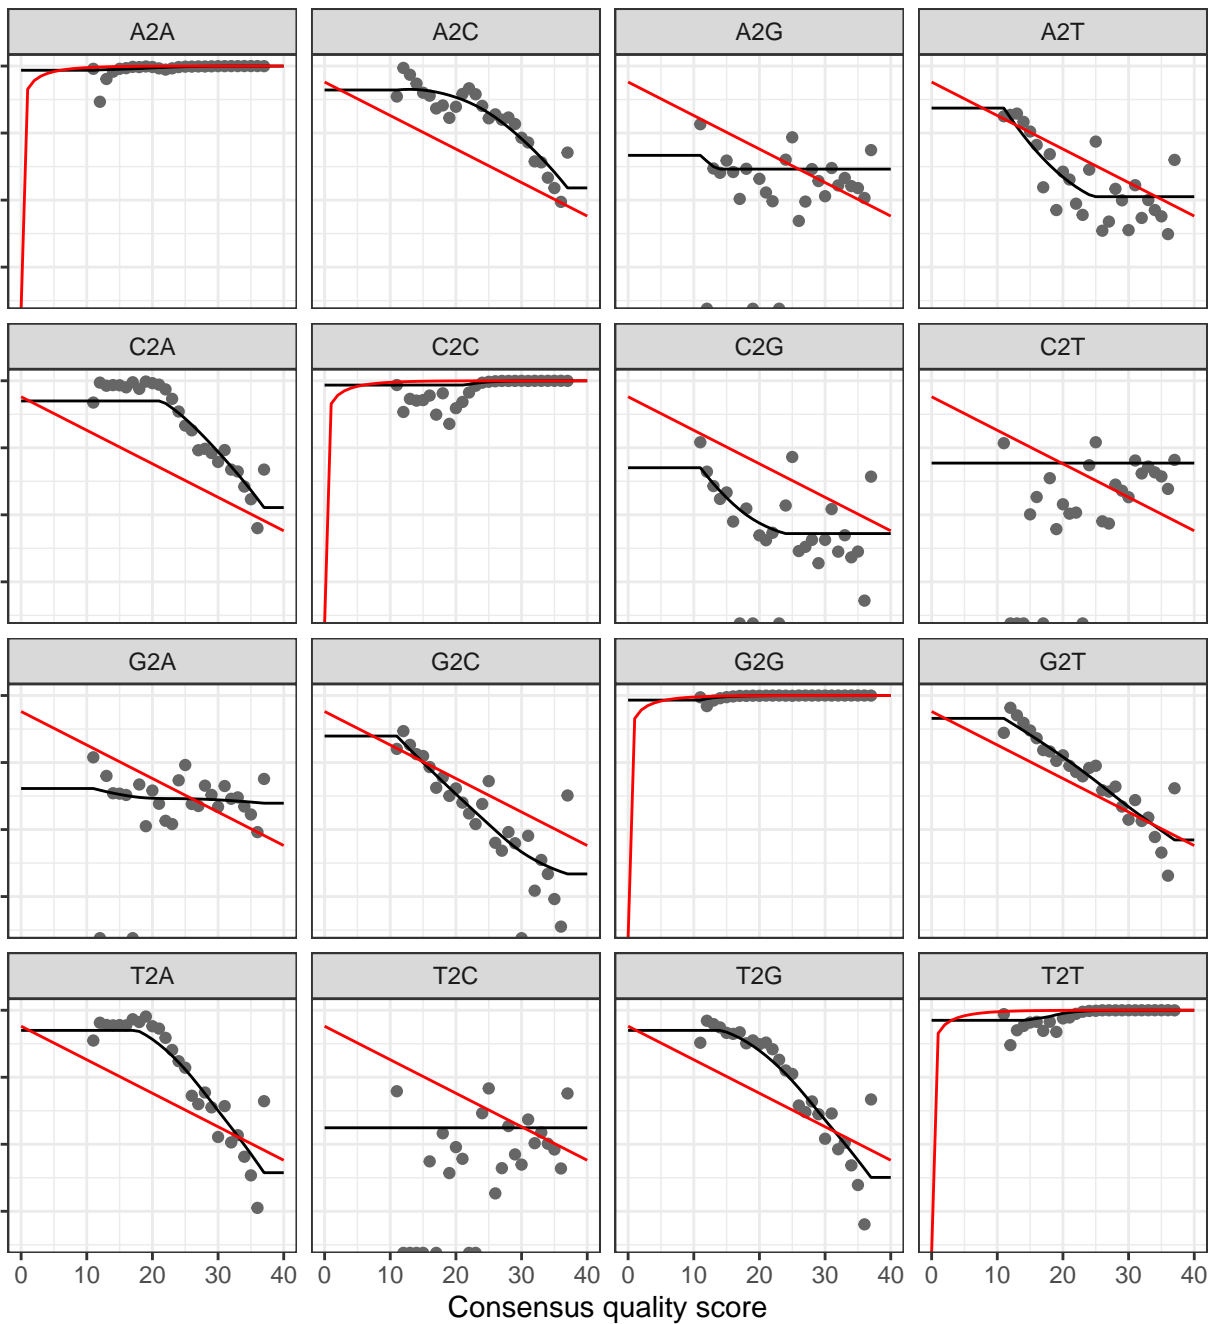 A2A A2C A2G A2T
C2A C2C C2G C2T
G2A G2C G2G G2T
T2A T2C T2G T2T
0 10 20 30 40 0 10 20 30 40 0 10 20 30 40 0 10 20 30 40
Consensus quality score